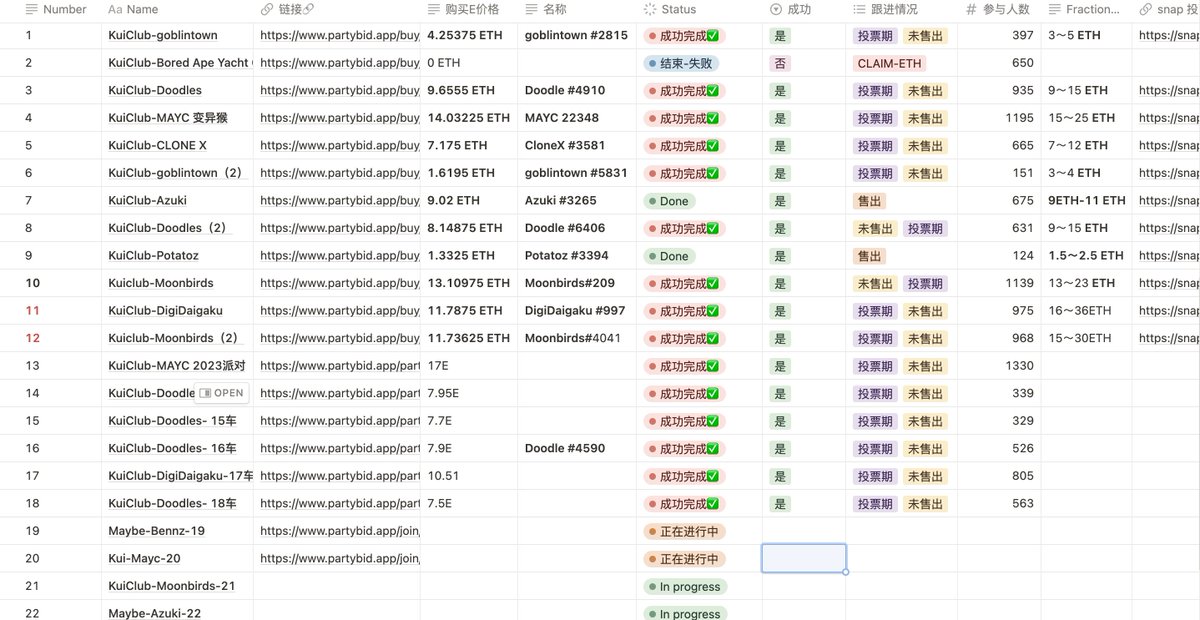 Number Aa Name 链接🔗 购买E价格 名称 Status 成功 跟进情况 # 参与人数 Fraction... snap 投
1 KuiClub-goblintown https://www.partybid.app/buy, 4.25375 ETH goblintown #2815 成功完成✅ 是 投票期 未售出 397 3～5 ETH https://snap
2 KuiClub-Bored Ape Yacht https://www.partybid.app/buy, 0 ETH 结束-失败 否 CLAIM-ETH 650
3 KuiClub-Doodles https://www.partybid.app/buy, 9.6555 ETH Doodle #4910 成功完成✅ 是 投票期 未售出 935 9～15 ETH https://snap
4 KuiClub-MAYC 变异猴 https://www.partybid.app/buy, 14.03225 ETH MAYC 22348 成功完成✅ 是 投票期 未售出 1195 15～25 ETH https://snap
5 KuiClub-CLONE X https://www.partybid.app/buy, 7.175 ETH CloneX #3581 成功完成✅ 是 投票期 未售出 665 7～12 ETH https://snap
6 KuiClub-goblintown（2） https://www.partybid.app/buy, 1.6195 ETH goblintown #5831 成功完成✅ 是 投票期 未售出 151 3～4 ETH https://snap
7 KuiClub-Azuki https://www.partybid.app/buy, 9.02 ETH Azuki #3265 Done 是 售出 675 9ETH-11 ETH https://snap
8 KuiClub-Doodles（2） https://www.partybid.app/buy, 8.14875 ETH Doodle #6406 成功完成✅ 是 未售出 投票期 631 9～15 ETH https://snap
9 KuiClub-Potatoz https://www.partybid.app/buy, 1.3325 ETH Potatoz #3394 Done 是 售出 124 1.5～2.5 ETH https://snap
10 Kuiclub-Moonbirds https://www.partybid.app/buy, 13.10975 ETH Moonbirds#209 成功完成✅ 是 未售出 投票期 1139 13～23 ETH https://snap
11 KuiClub-DigiDaigaku https://www.partybid.app/buy, 11.7875 ETH DigiDaigaku #997 成功完成✅ 是 投票期 未售出 975 16～36ETH https://snap
12 Kuiclub-Moonbirds（2） https://www.partybid.app/buy, 11.73625 ETH Moonbirds#4041 成功完成✅ 是 投票期 未售出 968 15～30ETH https://snap
13 KuiClub-MAYC 2023派对 https://www.partybid.app/part 17E 成功完成✅ 是 投票期 未售出 1330
14 KuiClub-Doodle OPEN https://www.partybid.app/part 7.95E 成功完成✅ 是 投票期 未售出 339
15 KuiClub-Doodles- 15车 https://www.partybid.app/part 7.7E 成功完成✅ 是 投票期 未售出 329
16 KuiClub-Doodles- 16车 https://www.partybid.app/part 7.9E Doodle #4590 成功完成✅ 是 投票期 未售出 526
17 KuiClub-DigiDaigaku-17车 https://www.partybid.app/part 10.51 成功完成✅ 是 投票期 未售出 805
18 KuiClub-Doodles- 18车 https://www.partybid.app/part 7.5E 成功完成✅ 是 投票期 未售出 563
19 Maybe-Bennz-19 https://www.partybid.app/join, 正在进行中
20 Kui-Mayc-20 https://www.partybid.app/join, 正在进行中
21 KuiClub-Moonbirds-21 In progress
22 Maybe-Azuki-22 In progress